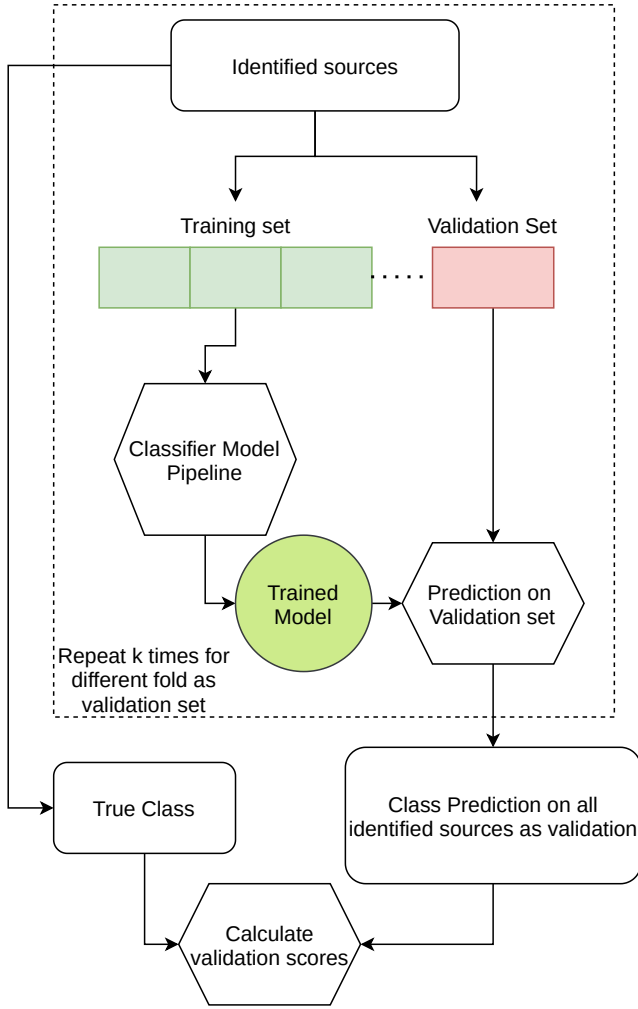 Identified sources
Training set
Validation Set
Classifier Model
Pipeline
Trained
Model
Prediction on
Validation set
Repeat k times for
different fold as
validation set
True Class
Class Prediction on all
identified sources as validation
Calculate
validation scores